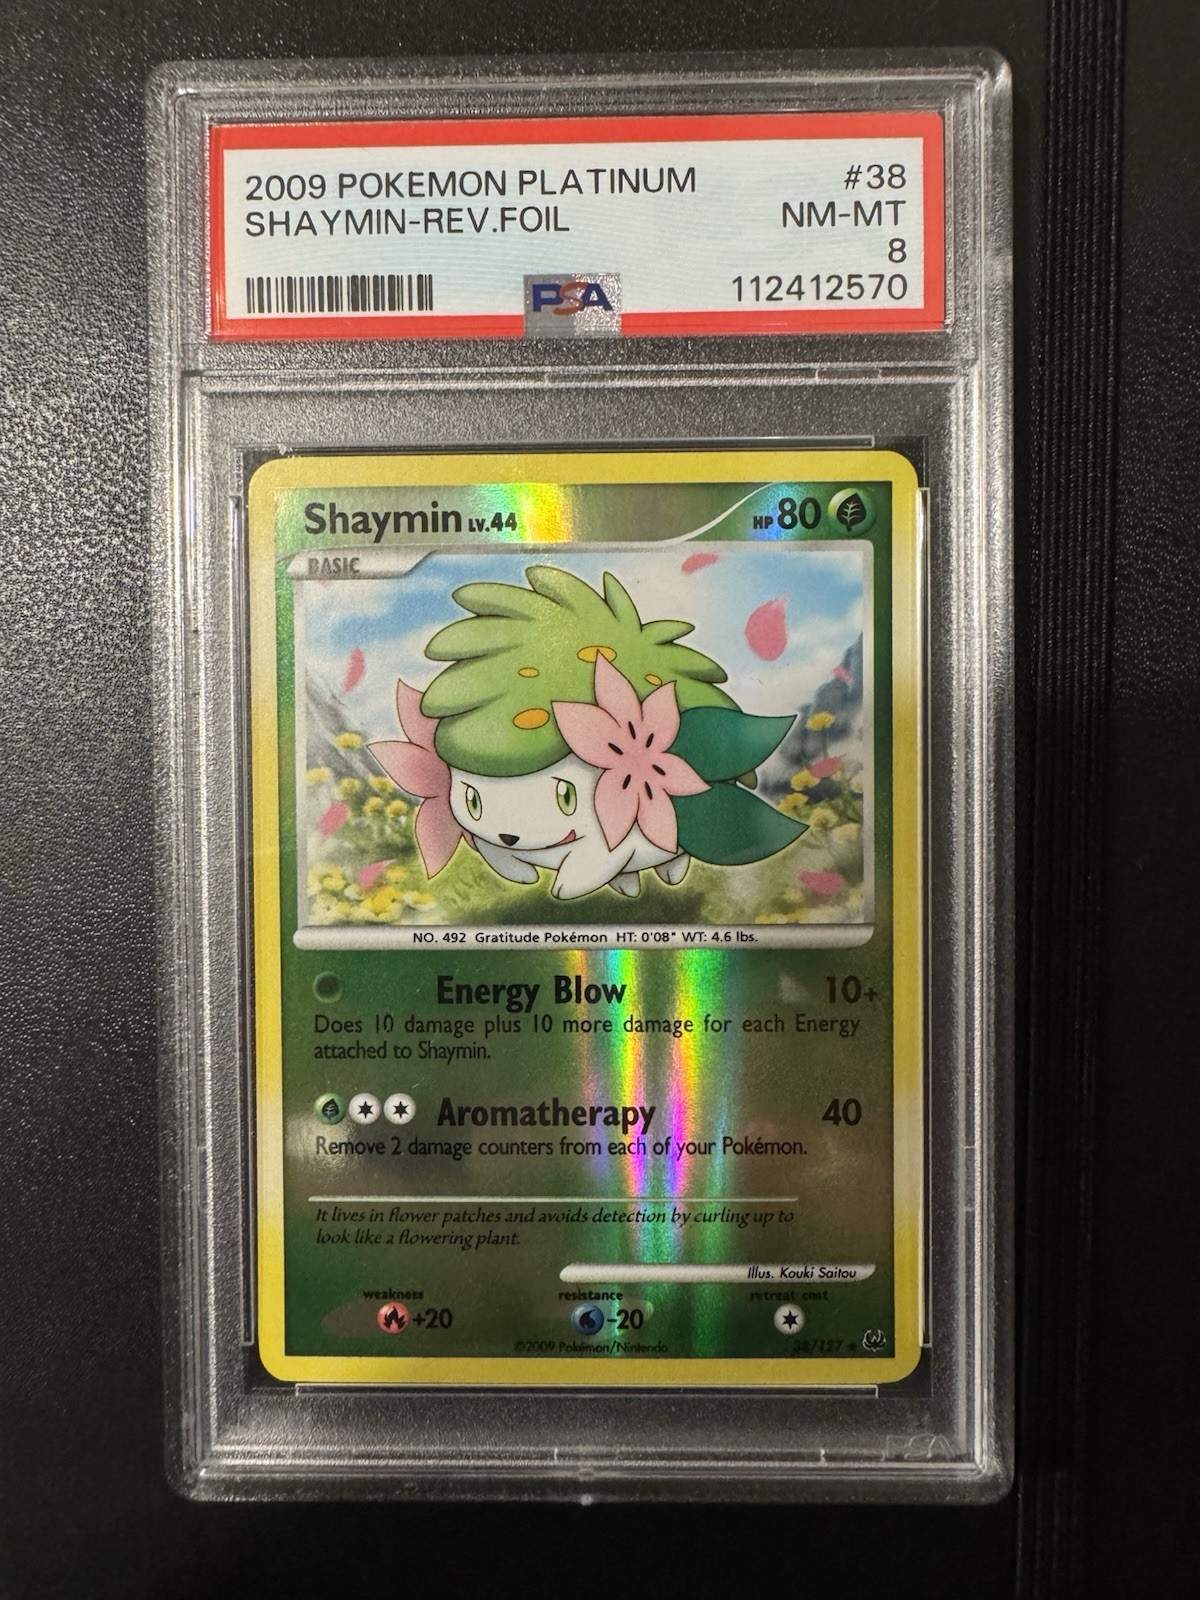 2009 POKEMON PLATINUM #38
SHAYMIN-REV.FOIL NM-MT
8
PSA 112412570
Shaymin LV.44 HP 80
BASIC
NO. 492 Gratitude Pokémon HT: 0'08" WT: 4.6 lbs.
Energy Blow 10+
Does 10 damage plus 10 more damage for each Energy
attached to Shaymin.
Aromatherapy 40
Remove 2 damage counters from each of your Pokémon.
It lives in flower patches and avoids detection by curling up to
look like a flowering plant.
Illus. Kouki Saitou
weakness resistance retreat cost
+20 -20
©2009 Pokémon/Nintendo 38/127
PSA